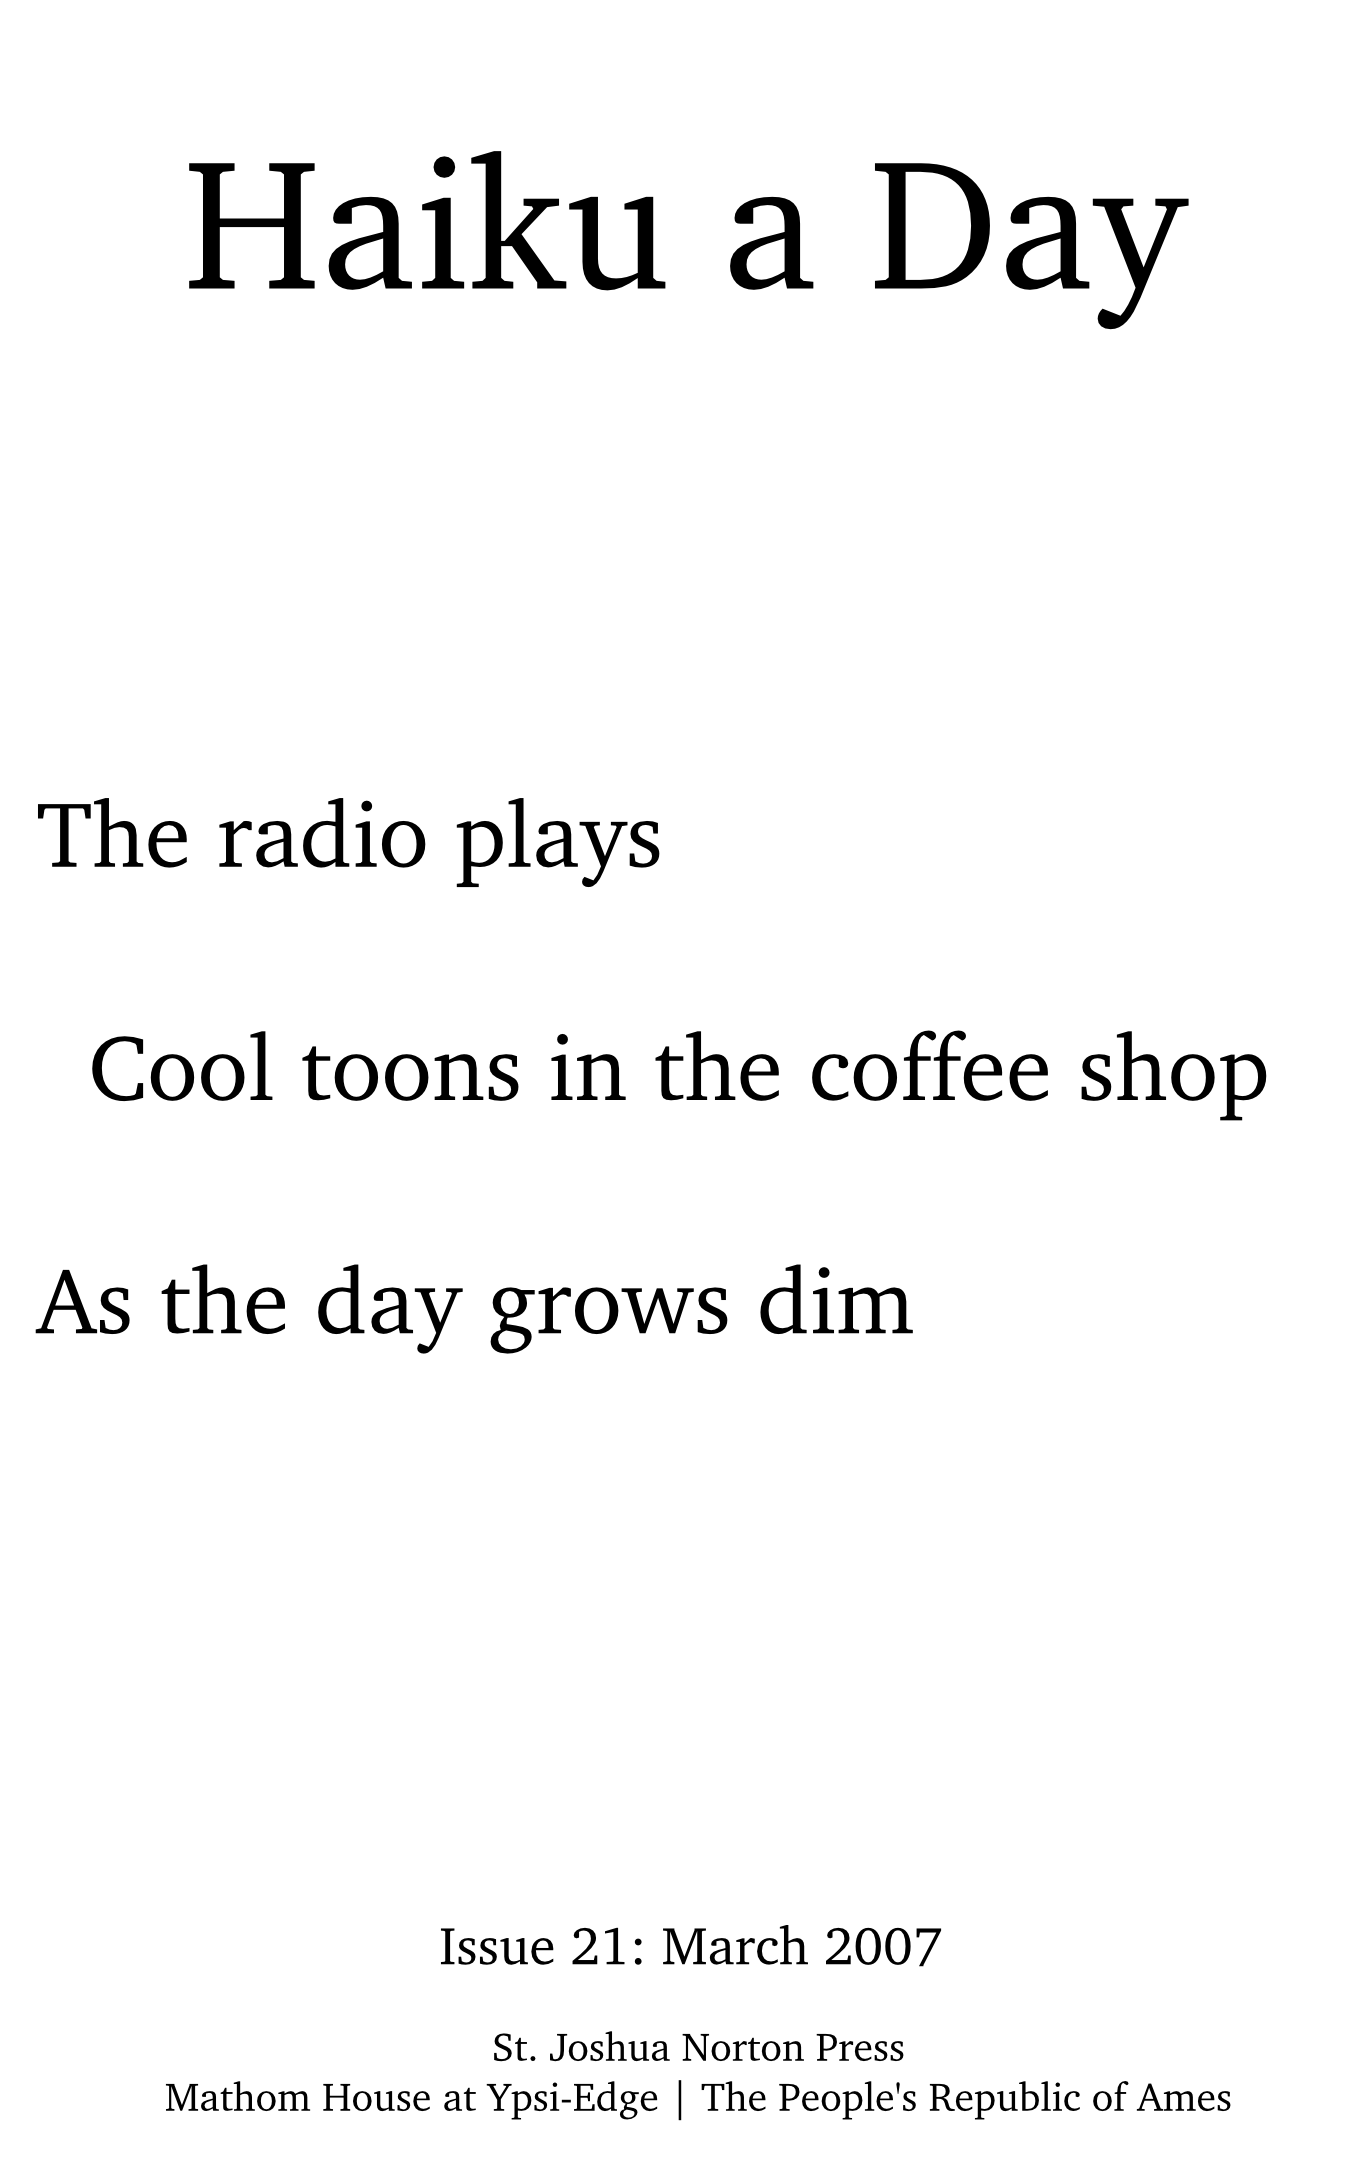 Haiku a Day
The radio plays
Cool toons in the coffee shop
As the day grows dim
Issue 21: March 2007
St. Joshua Norton Press
Mathom House at Ypsi-Edge | The People's Republic of Ames